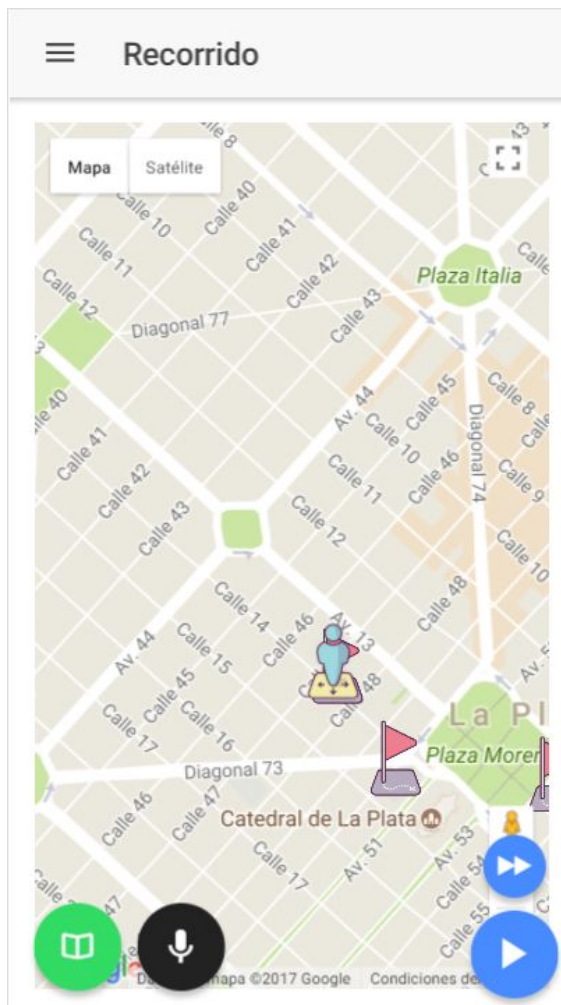 Recorrido
Mapa
Satélite
Calle 8
Calle 40
Calle 10
Calle 41
Calle 11
Calle 42
Calle 12
Plaza Italia
Calle
Diagonal 77
Calle 43
Calle 45
Calle 8
Av. 44
Calle 40
Calle 10
Calle 46
Diagonal 74
Calle
Calle 41
Calle 11
Calle 9
Calle 42
Calle 12
Calle 43
Calle 10
Calle 14
Calle 46
Av. 13
Calle 48
Av. 44
Calle 15
Calle 45
Calle 17
Calle 16
La Pl
Plaza Moren
Diagonal 73
Catedral de La Plata
Calle 46
Calle 47
Calle 17
Av. 51
Av. 53
Calle 54
Calle 55
mapa ©2017 Google
Condiciones de